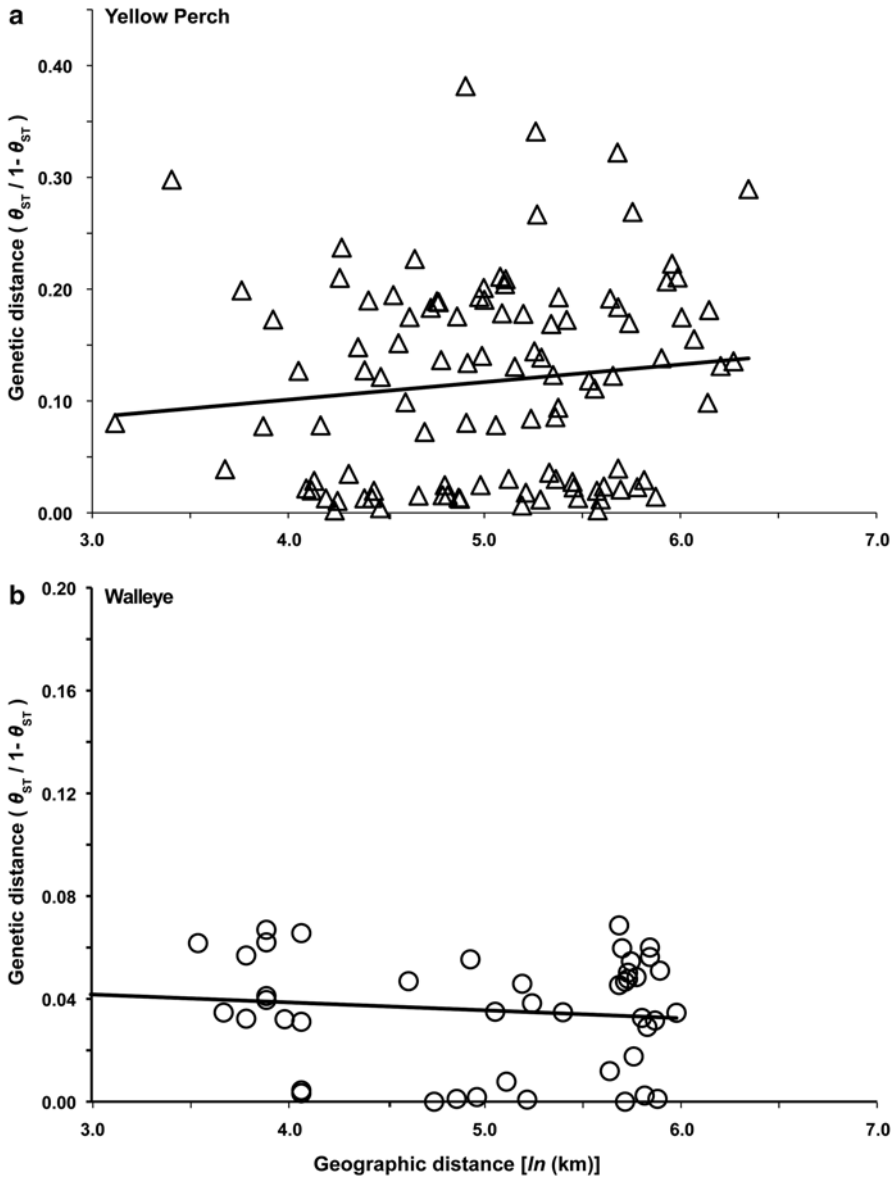 a
Yellow Perch
Genetic distance ( θST / 1- θST )
0.40
0.30
0.20
0.10
0.00
3.0 4.0 5.0 6.0 7.0
b
Walleye
Genetic distance ( θST / 1- θST )
0.20
0.16
0.12
0.08
0.04
0.00
3.0 4.0 5.0 6.0 7.0
Geographic distance [ln (km)]